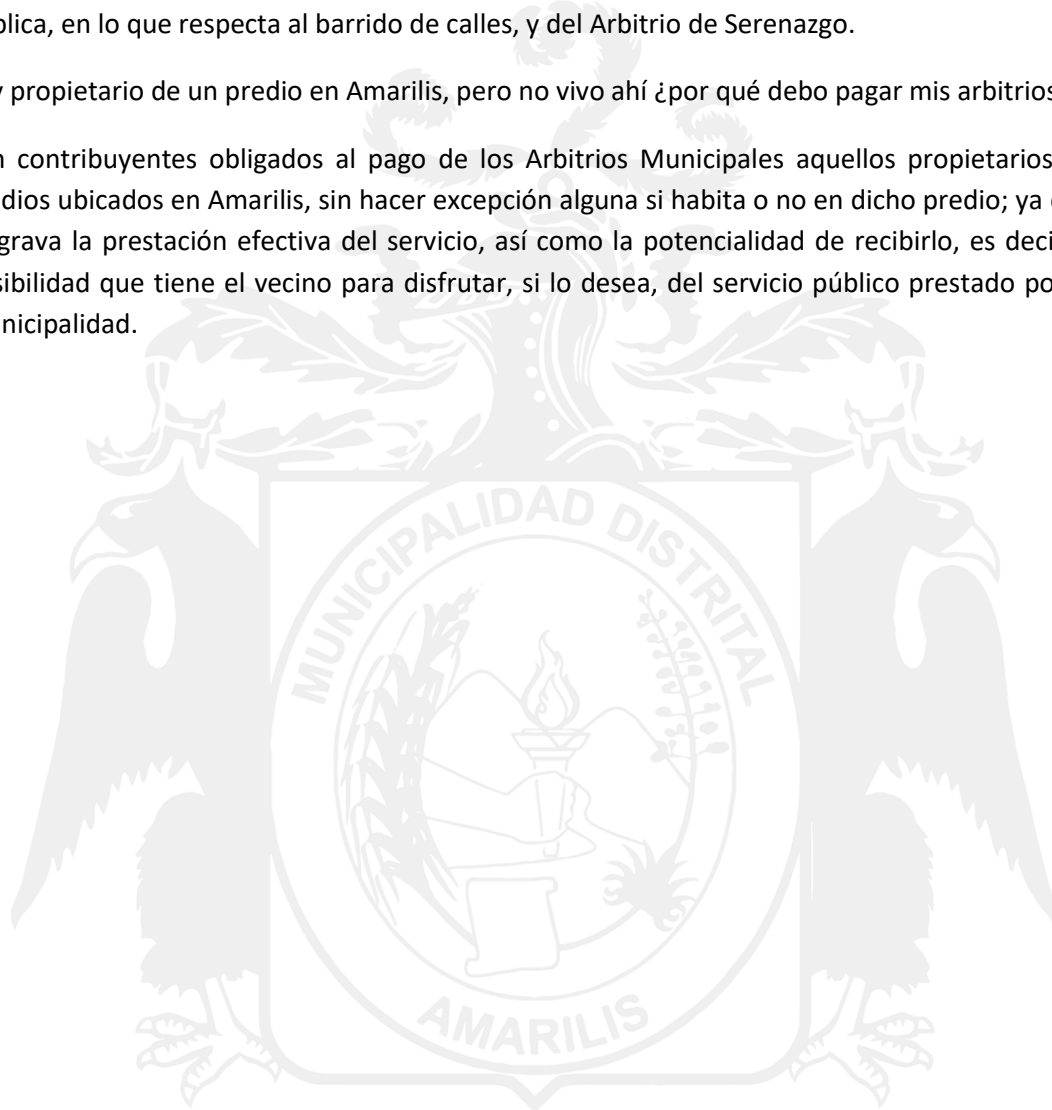 blica, en lo que respecta al barrido de calles, y del Arbitrio de Serenazgo.
y propietario de un predio en Amarilis, pero no vivo ahí ¿por qué debo pagar mis arbitrios
n contribuyentes obligados al pago de los Arbitrios Municipales aquellos propietarios
dios ubicados en Amarilis, sin hacer excepción alguna si habita o no en dicho predio; ya
grava la prestación efectiva del servicio, así como la potencialidad de recibirlo, es deci
sibilidad que tiene el vecino para disfrutar, si lo desea, del servicio público prestado po
nicipalidad.
MUNICIPALIDAD DISTRITAL
AMARILIS